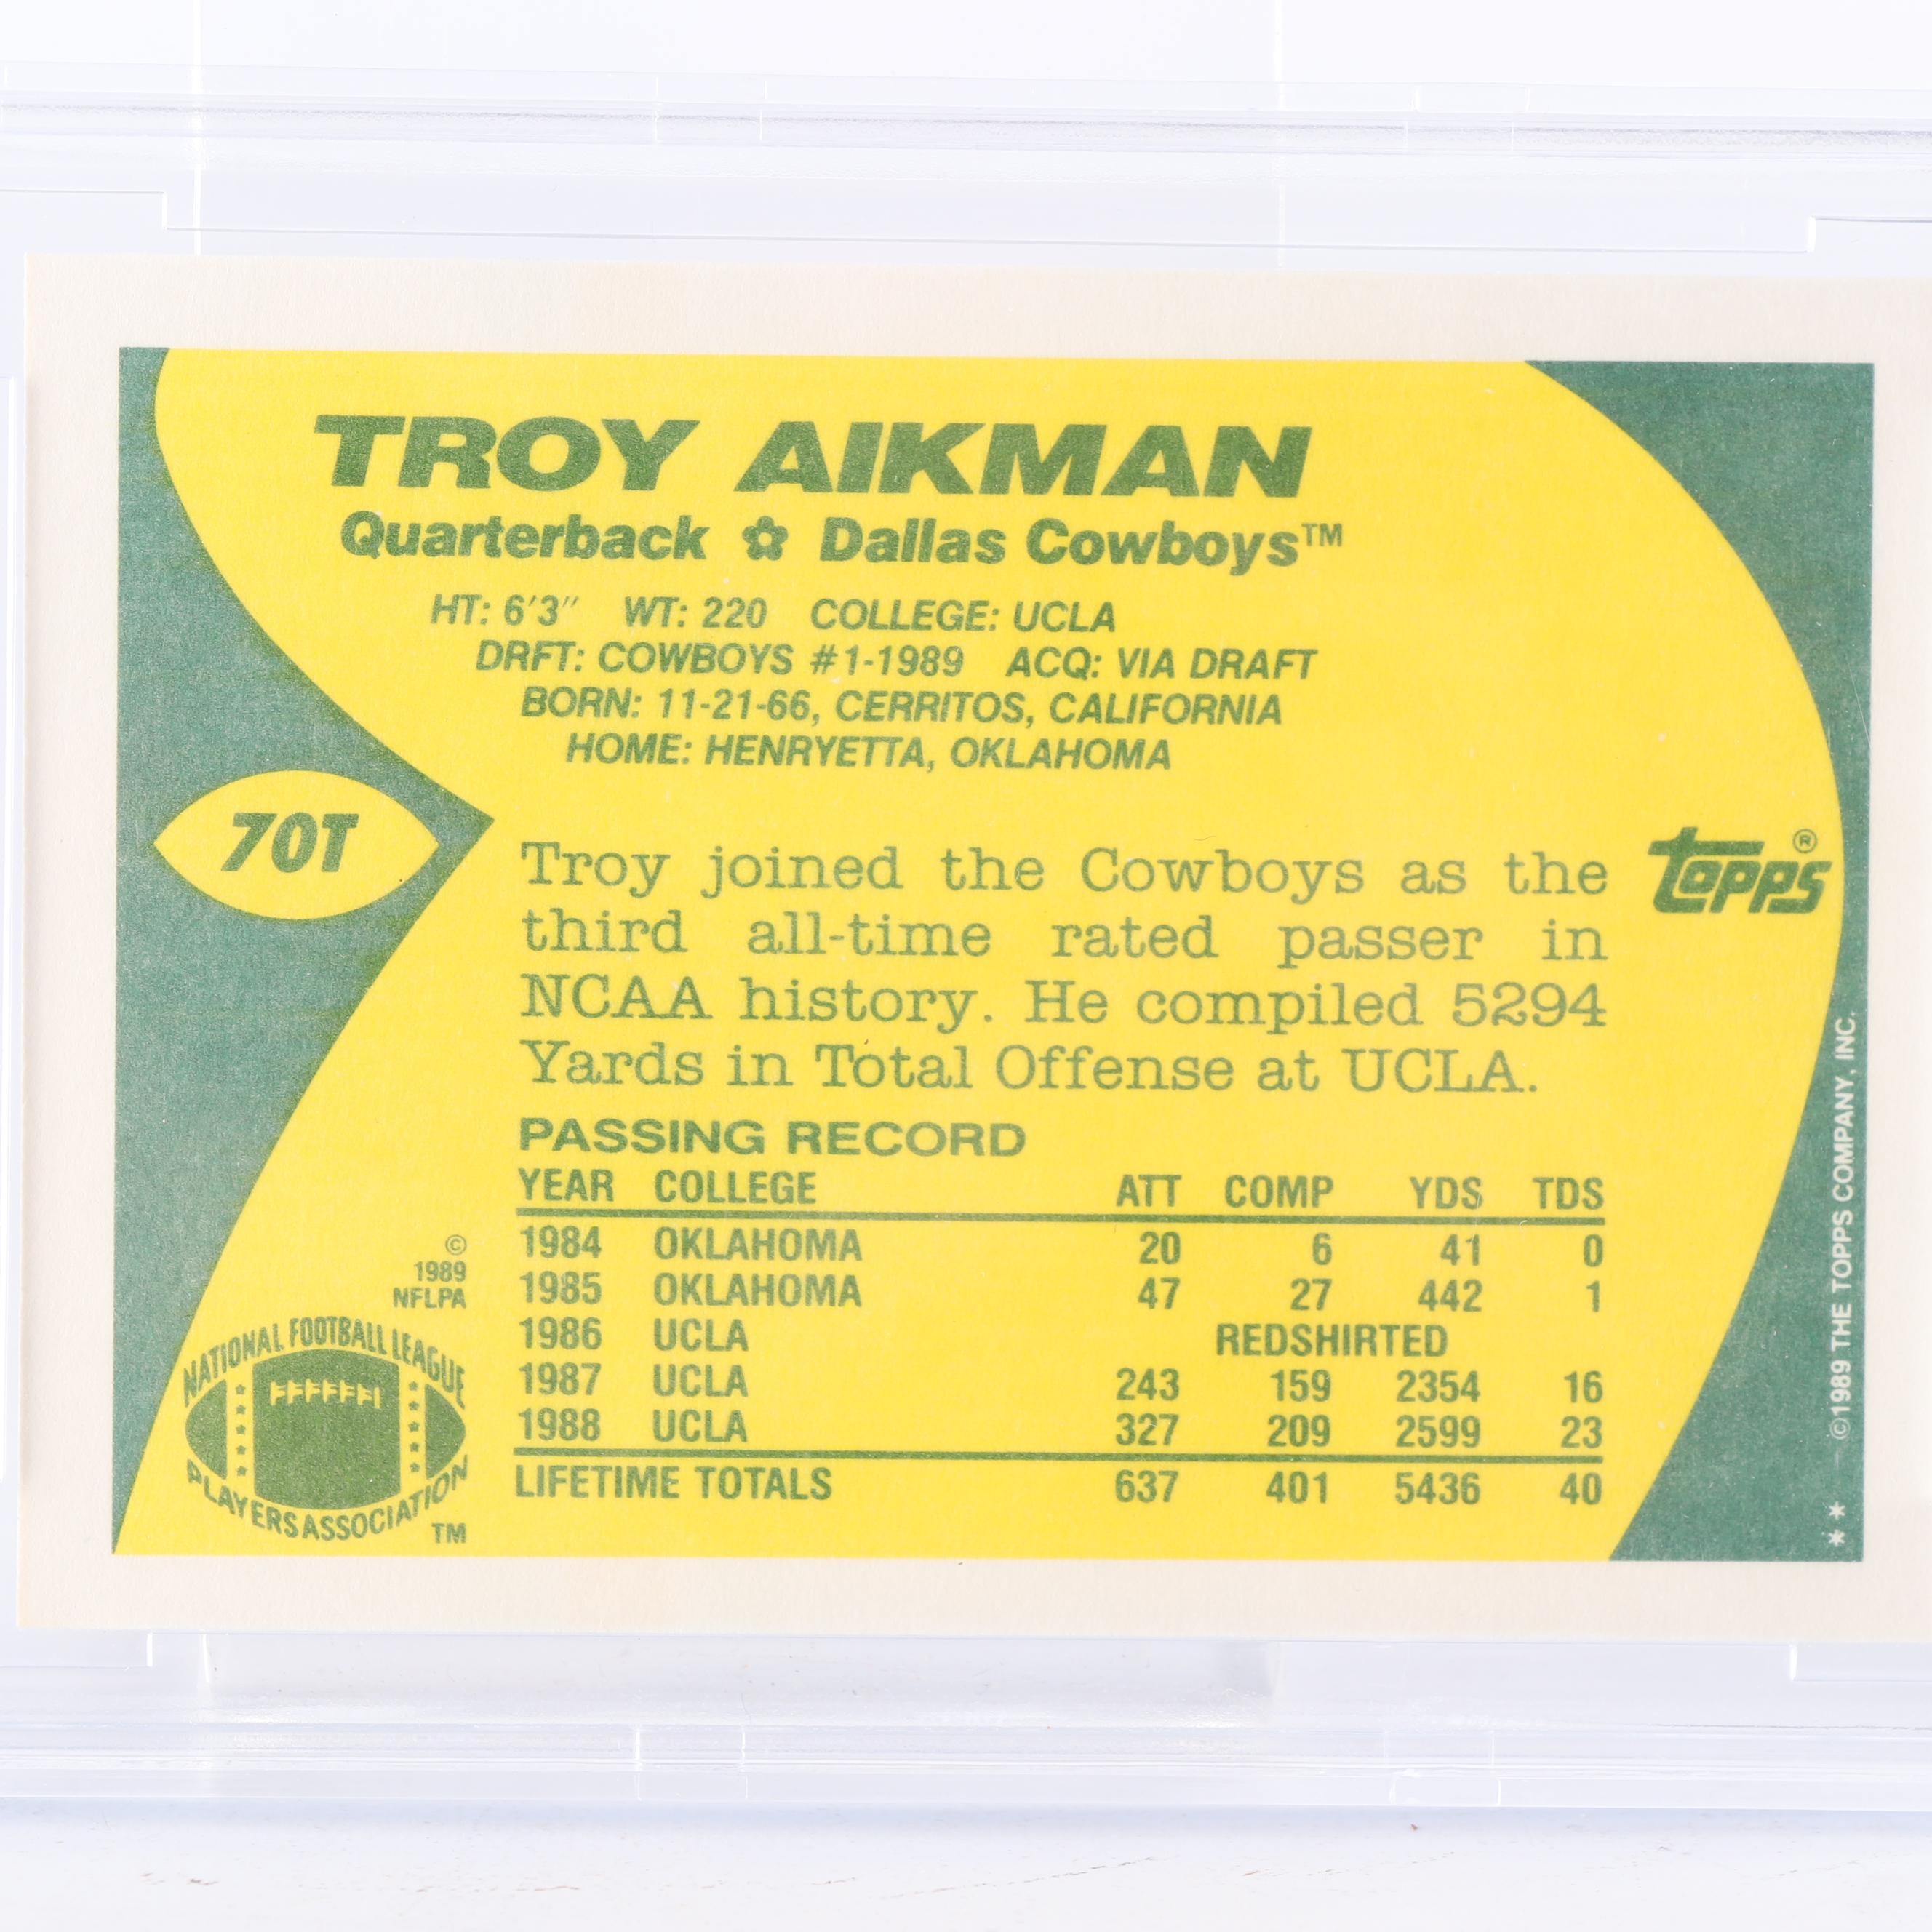 TROY AIKMAN
Quarterback ✿ Dallas Cowboys™
HT: 6'3" WT: 220 COLLEGE: UCLA
DRFT: COWBOYS #1-1989 ACQ: VIA DRAFT
BORN: 11-21-66, CERRITOS, CALIFORNIA
HOME: HENRYETTA, OKLAHOMA
70T
Troy joined the Cowboys as the
third all-time rated passer in
NCAA history. He compiled 5294
Yards in Total Offense at UCLA.
topps®
PASSING RECORD
YEAR COLLEGE ATT COMP YDS TDS
1984 OKLAHOMA 20 6 41 0
1985 OKLAHOMA 47 27 442 1
1986 UCLA REDSHIRTED
1987 UCLA 243 159 2354 16
1988 UCLA 327 209 2599 23
LIFETIME TOTALS 637 401 5436 40
©
1989
NFLPA
NATIONAL FOOTBALL LEAGUE
PLAYERS ASSOCIATION
TM
** ©1989 THE TOPPS COMPANY, INC.